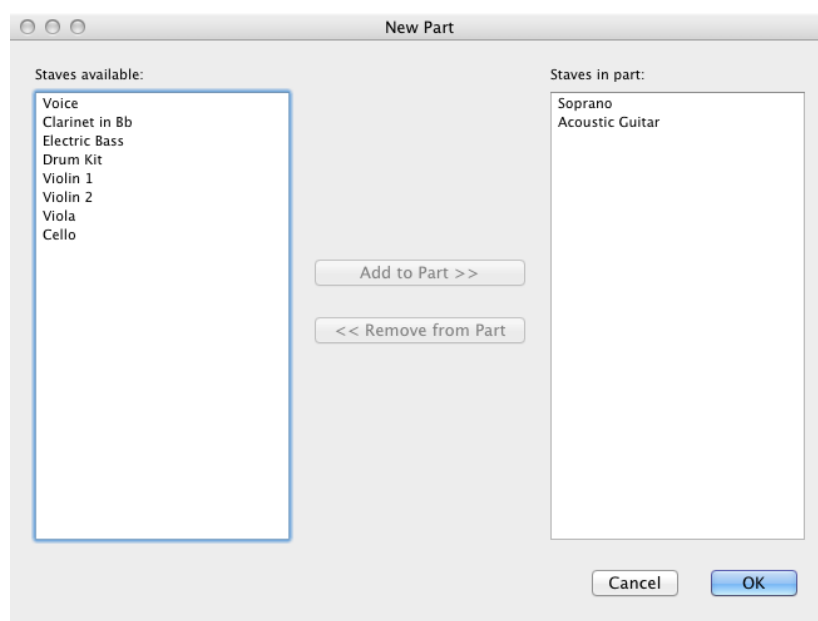 New Part
Staves available:
Voice
Clarinet in Bb
Electric Bass
Drum Kit
Violin 1
Violin 2
Viola
Cello
Add to Part >>
<< Remove from Part
Staves in part:
Soprano
Acoustic Guitar
Cancel
OK